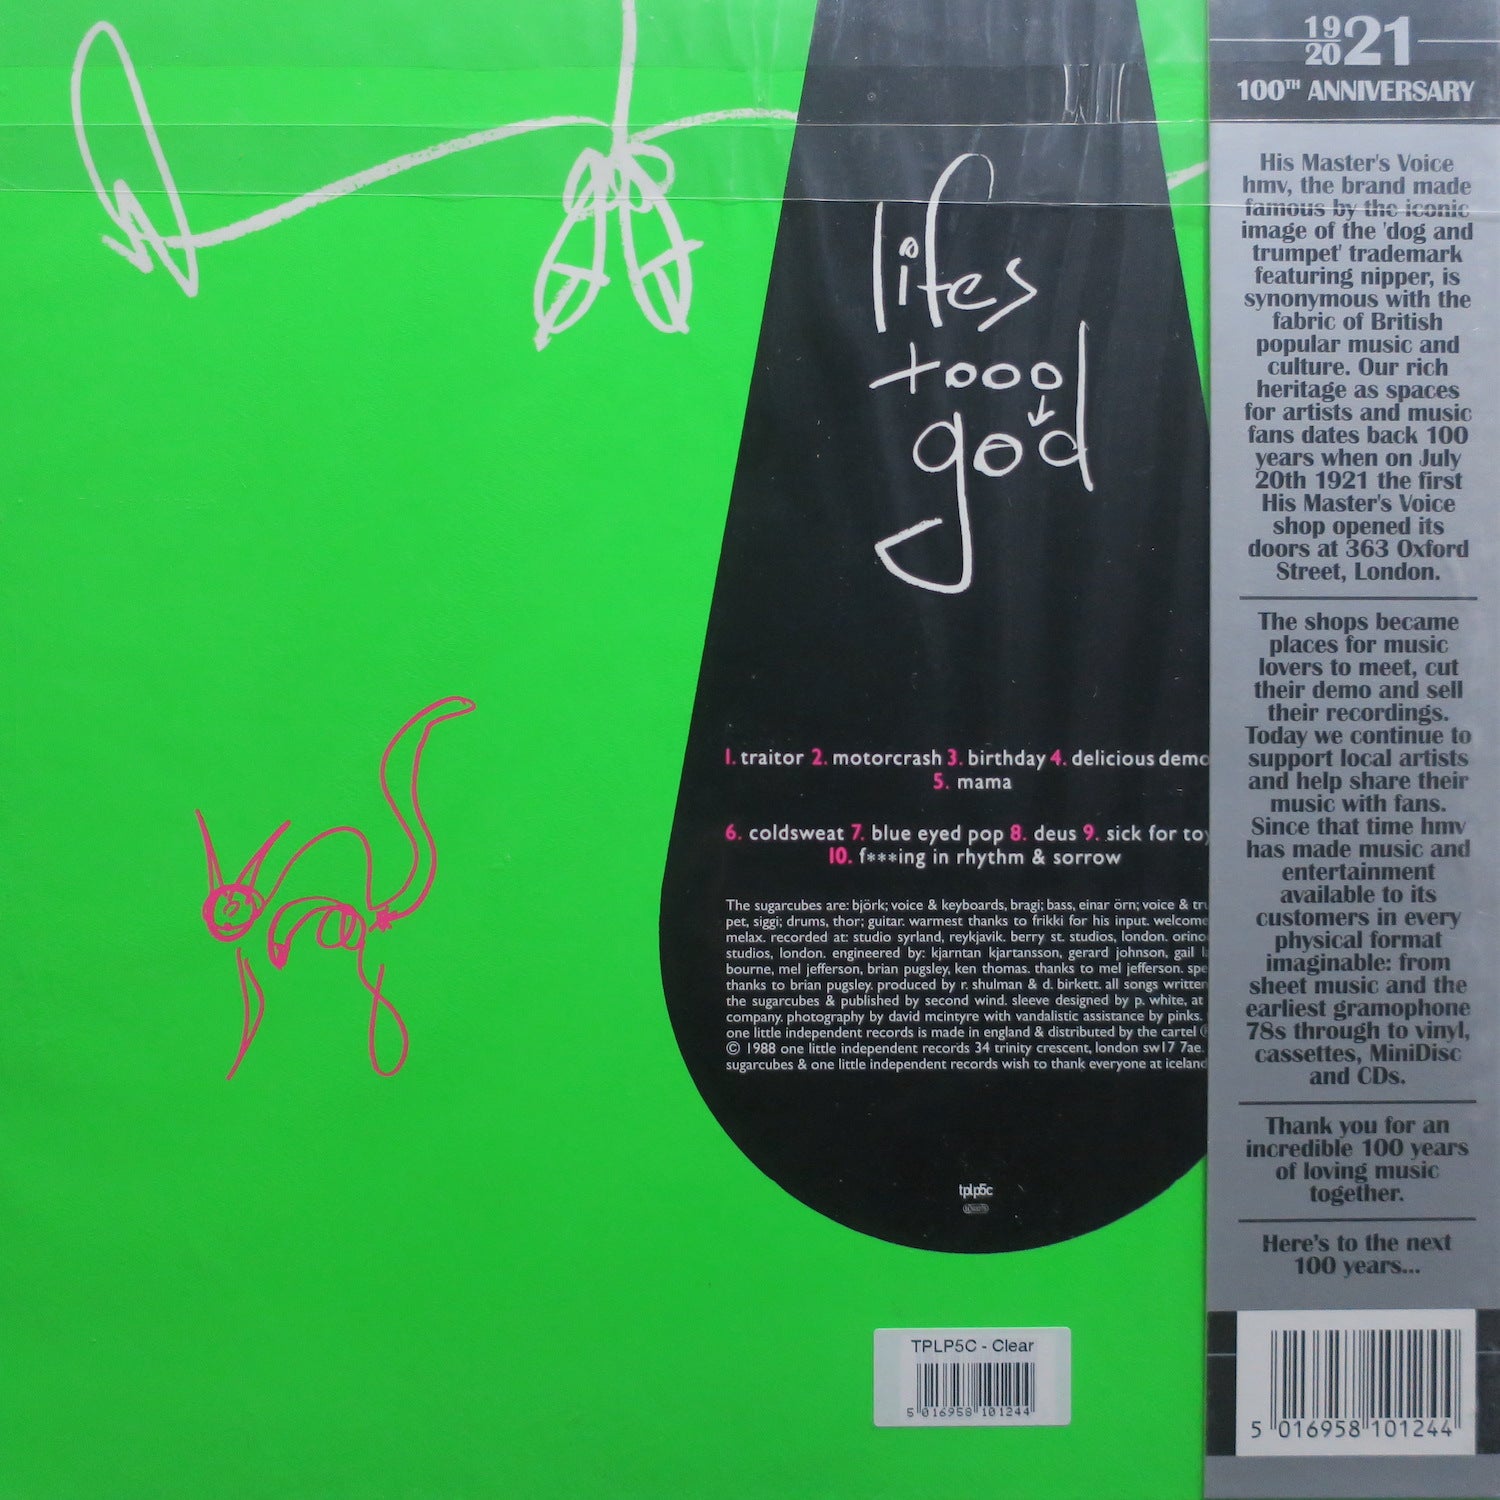 lifes
tooo
god
1. traitor 2. motorcrash 3. birthday 4. delicious demo
5. mama
6. coldsweat 7. blue eyed pop 8. deus 9. sick for toy
10. f***ing in rhythm & sorrow
The sugarcubes are: björk; voice & keyboards, bragi; bass, einar örn; voice & tru
pet, siggi; drums, thor; guitar. warmest thanks to frikki for his input. welcome
melax. recorded at: studio syrland, reykjavik. berry st. studios, london. orino
studios, london. engineered by: kjarntan kjartansson, gerard johnson, gail l
bourne, mel jefferson, brian pugsley, ken thomas. thanks to mel jefferson. spe
thanks to brian pugsley. produced by r. shulman & d. birkett. all songs written
the sugarcubes & published by second wind. sleeve designed by p. white, at
company. photography by david mcintyre with vandalistic assistance by pinks.
one little independent records is made in england & distributed by the cartel ℗
© 1988 one little independent records 34 trinity crescent, london sw17 7ae.
sugarcubes & one little independent records wish to thank everyone at iceland
tplp5c
TPLP5C - Clear
5 016958 101244
19
20 21
100TH ANNIVERSARY
His Master's Voice
hmv, the brand made
famous by the iconic
image of the 'dog and
trumpet' trademark
featuring nipper, is
synonymous with the
fabric of British
popular music and
culture. Our rich
heritage as spaces
for artists and music
fans dates back 100
years when on July
20th 1921 the first
His Master's Voice
shop opened its
doors at 363 Oxford
Street, London.
The shops became
places for music
lovers to meet, cut
their demo and sell
their recordings.
Today we continue to
support local artists
and help share their
music with fans.
Since that time hmv
has made music and
entertainment
available to its
customers in every
physical format
imaginable: from
sheet music and the
earliest gramophone
78s through to vinyl,
cassettes, MiniDisc
and CDs.
Thank you for an
incredible 100 years
of loving music
together.
Here's to the next
100 years...
5 016958 101244